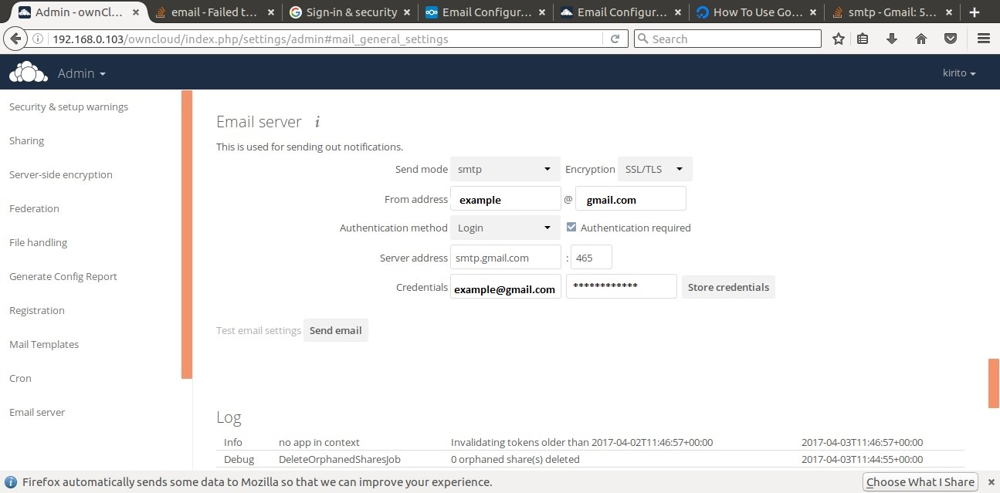 Admin - ownCl... × email - Failed t... × Sign-in & security × Email Configur... × Email Configur... × How To Use Go... × smtp - Gmail: 5... × +
192.168.0.103/owncloud/index.php/settings/admin#mail_general_settings Search
Admin kirito
Security & setup warnings
Sharing
Server-side encryption
Federation
File handling
Generate Config Report
Registration
Mail Templates
Cron
Email server
Email server i
This is used for sending out notifications.
Send mode smtp Encryption SSL/TLS
From address example @ gmail.com
Authentication method Login Authentication required
Server address smtp.gmail.com : 465
Credentials example@gmail.com ************ Store credentials
Test email settings Send email
Log
Info no app in context Invalidating tokens older than 2017-04-02T11:46:57+00:00 2017-04-03T11:46:57+00:00
Debug DeleteOrphanedSharesJob 0 orphaned share(s) deleted 2017-04-03T11:44:55+00:00
Firefox automatically sends some data to Mozilla so that we can improve your experience. Choose What I Share ×